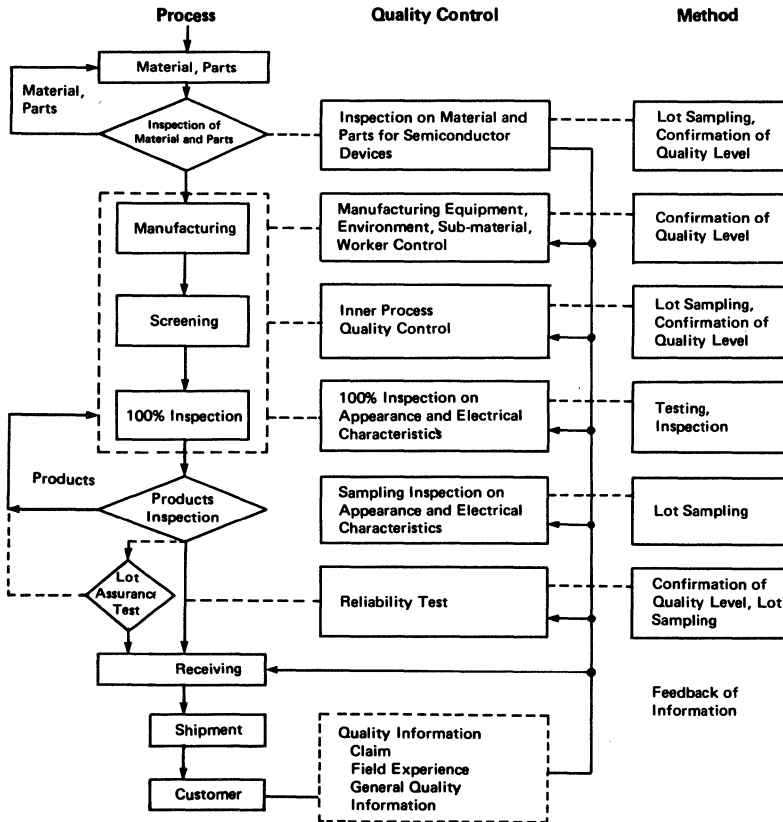 Process
Quality Control
Method
Material, Parts
Material,
Parts
Inspection of
Material and Parts
Inspection on Material and
Parts for Semiconductor
Devices
Lot Sampling,
Confirmation of
Quality Level
Manufacturing
Manufacturing Equipment,
Environment, Sub-material,
Worker Control
Confirmation of
Quality Level
Screening
Inner Process
Quality Control
Lot Sampling,
Confirmation of
Quality Level
100% Inspection
100% Inspection on
Appearance and Electrical
Characteristics
Testing,
Inspection
Products
Products
Inspection
Sampling Inspection on
Appearance and Electrical
Characteristics
Lot Sampling
Lot
Assurance
Test
Reliability Test
Confirmation of
Quality Level, Lot
Sampling
Receiving
Feedback of
Information
Shipment
Quality Information
Claim
Field Experience
General Quality
Information
Customer